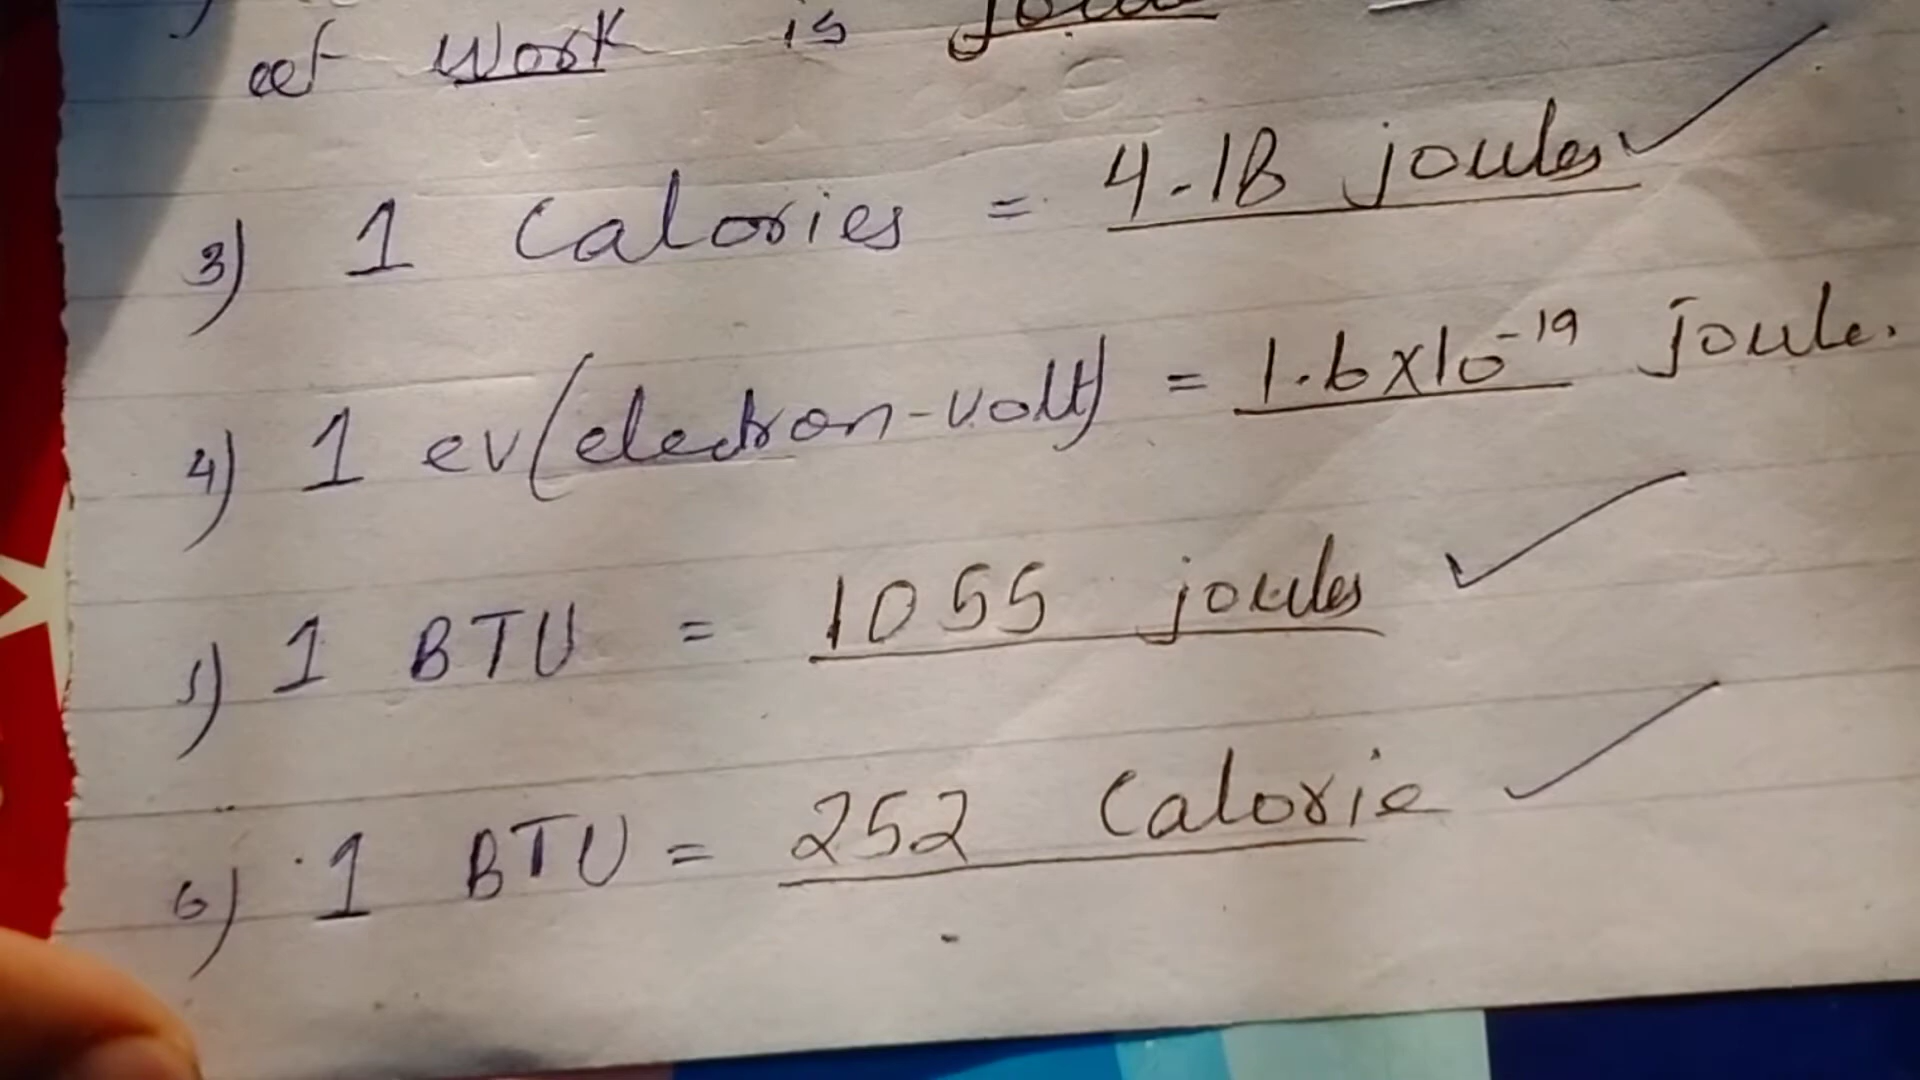 of work is joule
3) 1 Calories = 4.18 joules
4) 1 ev (electron-volt) = 1.6x10⁻¹⁹ joule.
5) 1 BTU = 1055 joules
6) 1 BTU = 252 Calorie